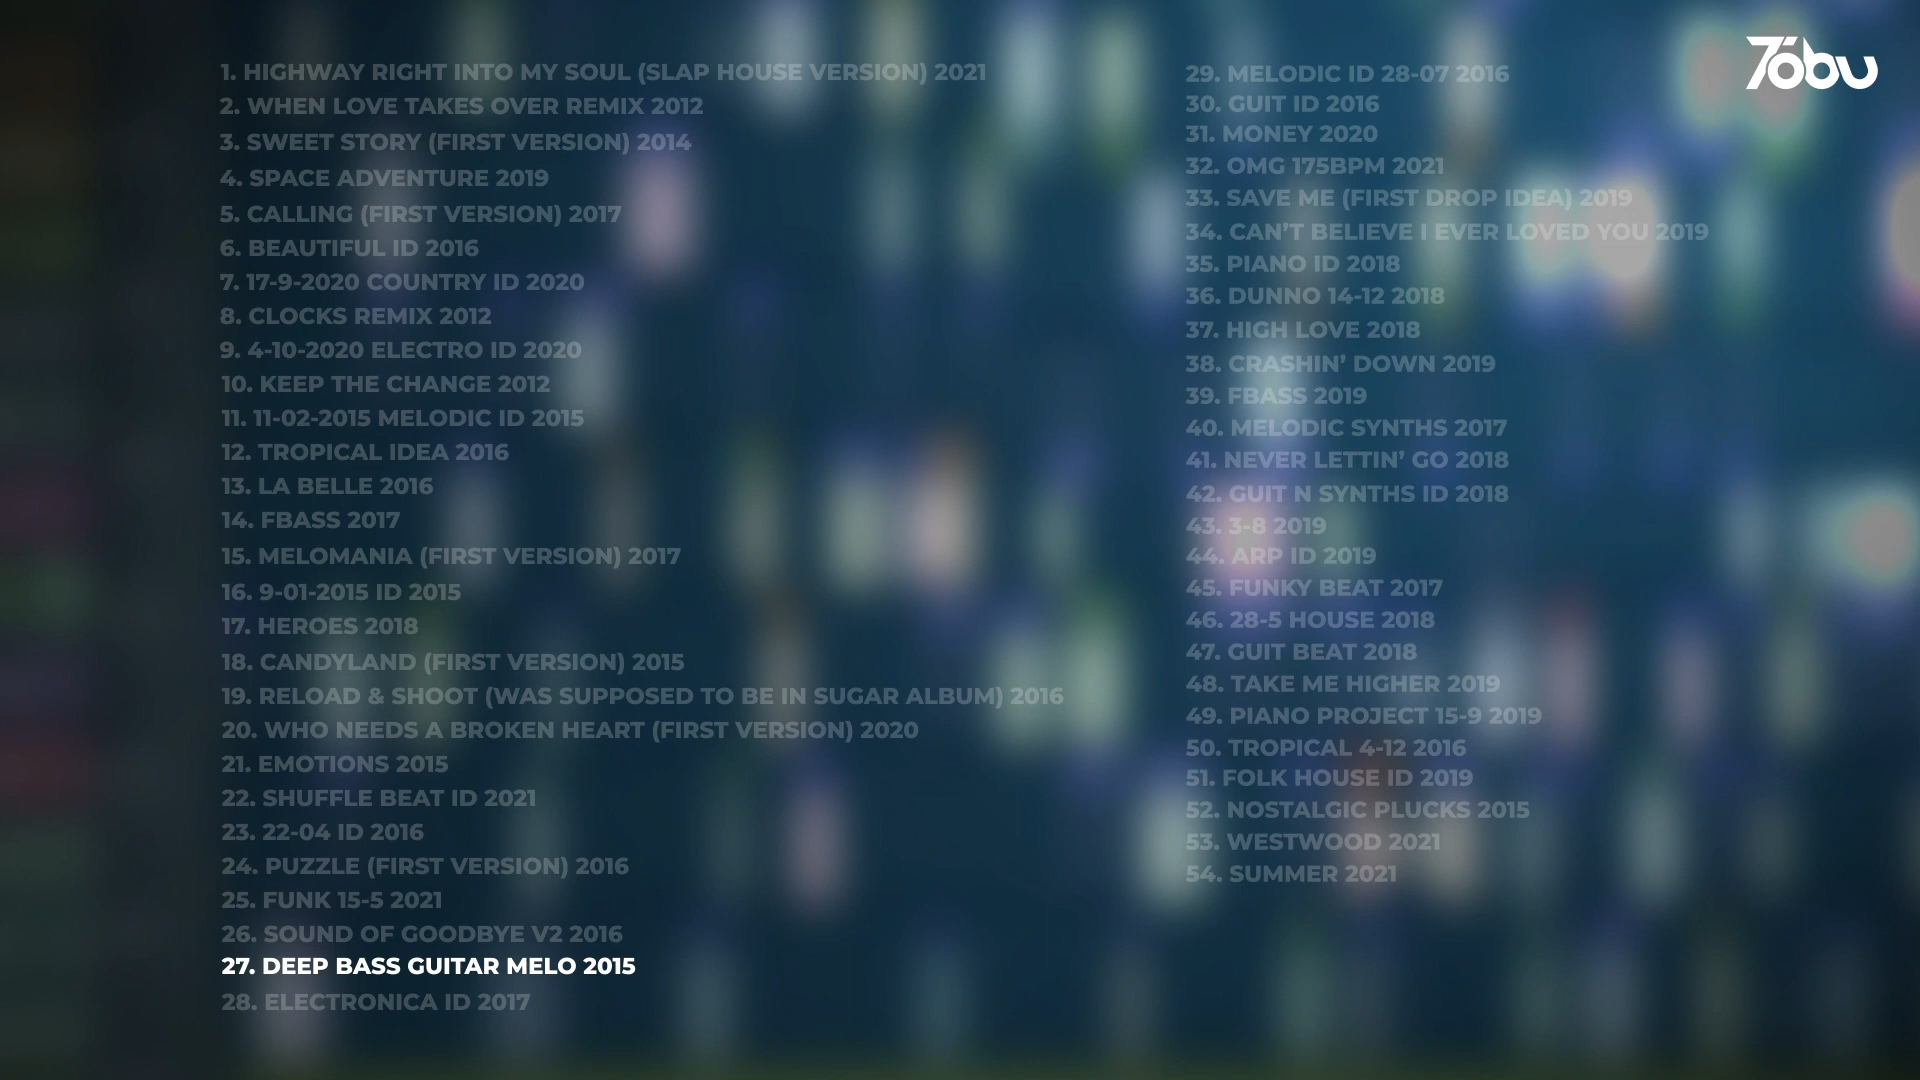 1. HIGHWAY RIGHT INTO MY SOUL (SLAP HOUSE VERSION) 2021
2. WHEN LOVE TAKES OVER REMIX 2012
3. SWEET STORY (FIRST VERSION) 2014
4. SPACE ADVENTURE 2019
5. CALLING (FIRST VERSION) 2017
6. BEAUTIFUL ID 2016
7. 17-9-2020 COUNTRY ID 2020
8. CLOCKS REMIX 2012
9. 4-10-2020 ELECTRO ID 2020
10. KEEP THE CHANGE 2012
11. 11-02-2015 MELODIC ID 2015
12. TROPICAL IDEA 2016
13. LA BELLE 2016
14. FBASS 2017
15. MELOMANIA (FIRST VERSION) 2017
16. 9-01-2015 ID 2015
17. HEROES 2018
18. CANDYLAND (FIRST VERSION) 2015
19. RELOAD & SHOOT (WAS SUPPOSED TO BE IN SUGAR ALBUM) 2016
20. WHO NEEDS A BROKEN HEART (FIRST VERSION) 2020
21. EMOTIONS 2015
22. SHUFFLE BEAT ID 2021
23. 22-04 ID 2016
24. PUZZLE (FIRST VERSION) 2016
25. FUNK 15-5 2021
26. SOUND OF GOODBYE V2 2016
27. DEEP BASS GUITAR MELO 2015
28. ELECTRONICA ID 2017
29. MELODIC ID 28-07 2016
30. GUIT ID 2016
31. MONEY 2020
32. OMG 175BPM 2021
33. SAVE ME (FIRST DROP IDEA) 2019
34. CAN’T BELIEVE I EVER LOVED YOU 2019
35. PIANO ID 2018
36. DUNNO 14-12 2018
37. HIGH LOVE 2018
38. CRASHIN’ DOWN 2019
39. FBASS 2019
40. MELODIC SYNTHS 2017
41. NEVER LETTIN’ GO 2018
42. GUIT N SYNTHS ID 2018
43. 3-8 2019
44. ARP ID 2019
45. FUNKY BEAT 2017
46. 28-5 HOUSE 2018
47. GUIT BEAT 2018
48. TAKE ME HIGHER 2019
49. PIANO PROJECT 15-9 2019
50. TROPICAL 4-12 2016
51. FOLK HOUSE ID 2019
52. NOSTALGIC PLUCKS 2015
53. WESTWOOD 2021
54. SUMMER 2021
Tobu